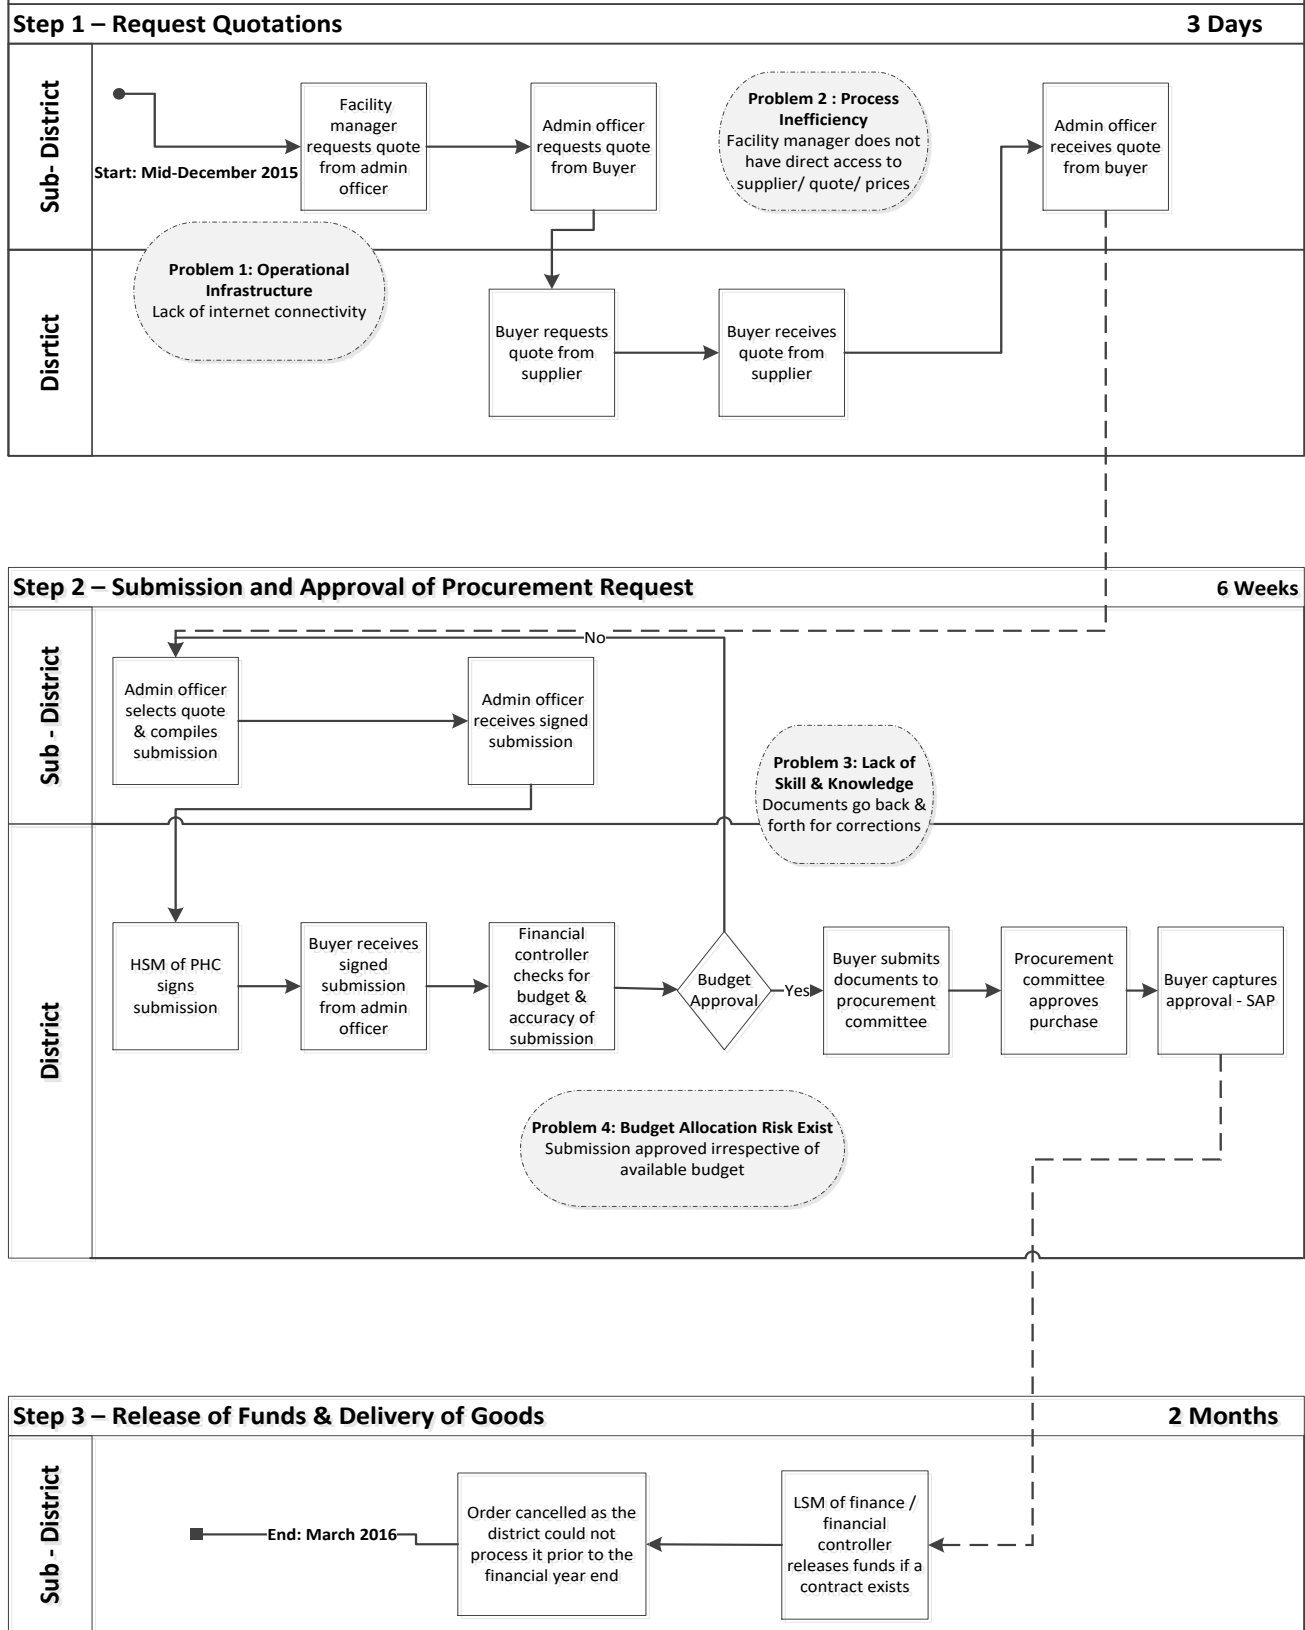 Step 1 – Request Quotations
3 Days
Sub- District
Start: Mid-December 2015
Facility
manager
requests quote
from admin
officer
Admin officer
requests quote
from Buyer
Problem 2 : Process
Inefficiency
Facility manager does not
have direct access to
supplier/ quote/ prices
Admin officer
receives quote
from buyer
Problem 1: Operational
Infrastructure
Lack of internet connectivity
Disrtict
Buyer requests
quote from
supplier
Buyer receives
quote from
supplier
Step 2 – Submission and Approval of Procurement Request
6 Weeks
Sub - District
No
Admin officer
selects quote
& compiles
submission
Admin officer
receives signed
submission
Problem 3: Lack of
Skill & Knowledge
Documents go back &
forth for corrections
District
HSM of PHC
signs
submission
Buyer receives
signed
submission
from admin
officer
Financial
controller
checks for
budget &
accuracy of
submission
Budget
Approval
Yes
Buyer submits
documents to
procurement
committee
Procurement
committee
approves
purchase
Buyer captures
approval - SAP
Problem 4: Budget Allocation Risk Exist
Submission approved irrespective of
available budget
Step 3 – Release of Funds & Delivery of Goods
2 Months
Sub - District
End: March 2016
Order cancelled as the
district could not
process it prior to the
financial year end
LSM of finance /
financial
controller
releases funds if a
contract exists